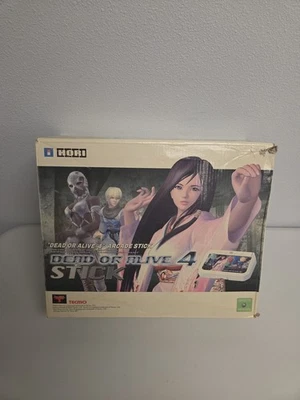 HORI
"DEAD OR ALIVE 4" ARCADE STICK
DEAD OR ALIVE 4
STICK
TECMO